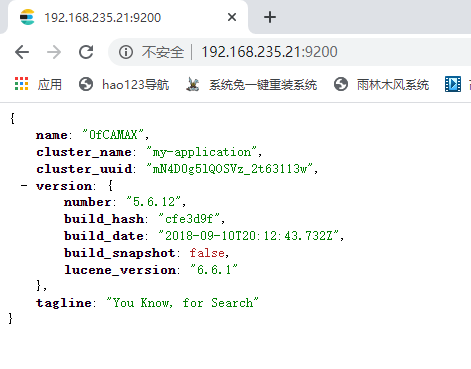 192.168.235.21:9200
不安全 192.168.235.21:9200
应用 hao123导航 系统兔一键重装系统 雨林木风系统
{
name: "OfCAMAX",
cluster_name: "my-application",
cluster_uuid: "mN4D0g5lQOSVz_2t63113w",
- version: {
number: "5.6.12",
build_hash: "cfe3d9f",
build_date: "2018-09-10T20:12:43.732Z",
build_snapshot: false,
lucene_version: "6.6.1"
},
tagline: "You Know, for Search"
}